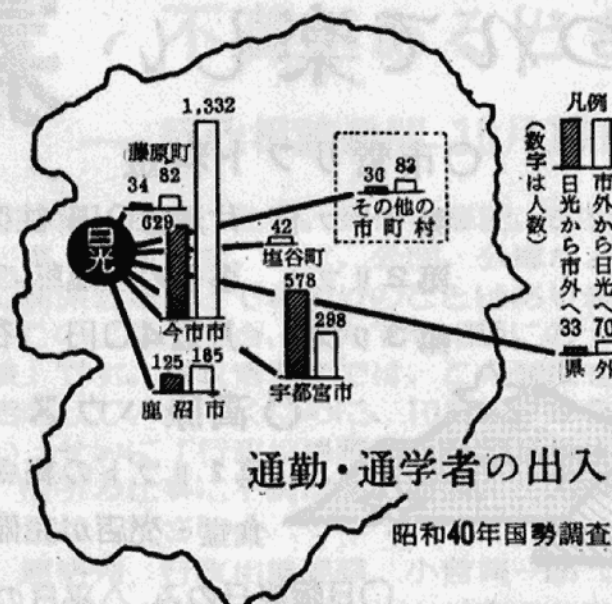 1,332
藤原町
34 82
629
日光
42
塩谷町
30 82
その他の
市町村
578
298
今市市
宇都宮市
125 185
鹿沼市
凡例
(数字は人数)
日光から市外へ
市外から日光へ
33 70
県外
通勤・通学者の出入
昭和40年国勢調査